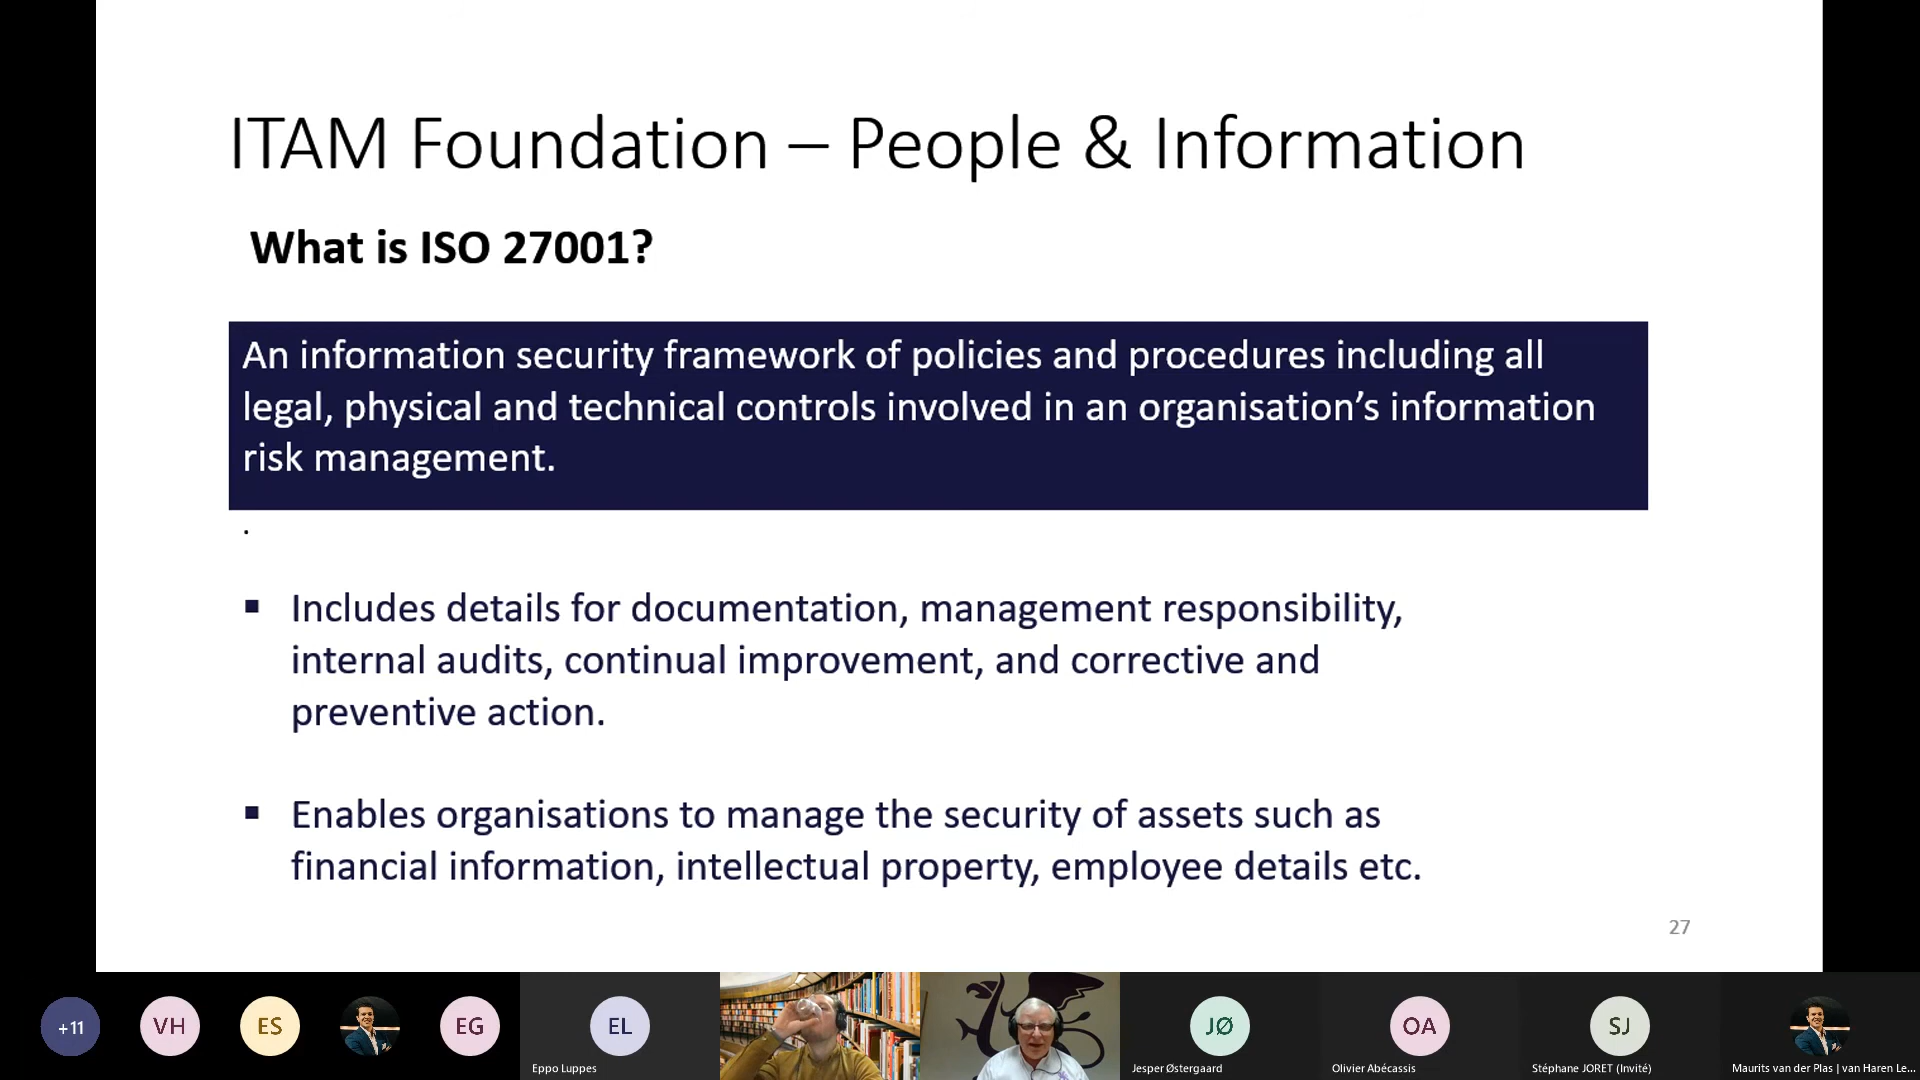 ITAM Foundation – People & Information
What is ISO 27001?
An information security framework of policies and procedures including all
legal, physical and technical controls involved in an organisation’s information
risk management.
.
▪ Includes details for documentation, management responsibility,
internal audits, continual improvement, and corrective and
preventive action.
▪ Enables organisations to manage the security of assets such as
financial information, intellectual property, employee details etc.
27
+11
VH
ES
EG
EL
JØ
OA
SJ
Eppo Luppes
Jesper Østergaard
Olivier Abécassis
Stéphane JORET (Invité)
Maurits van der Plas | van Haren Le...